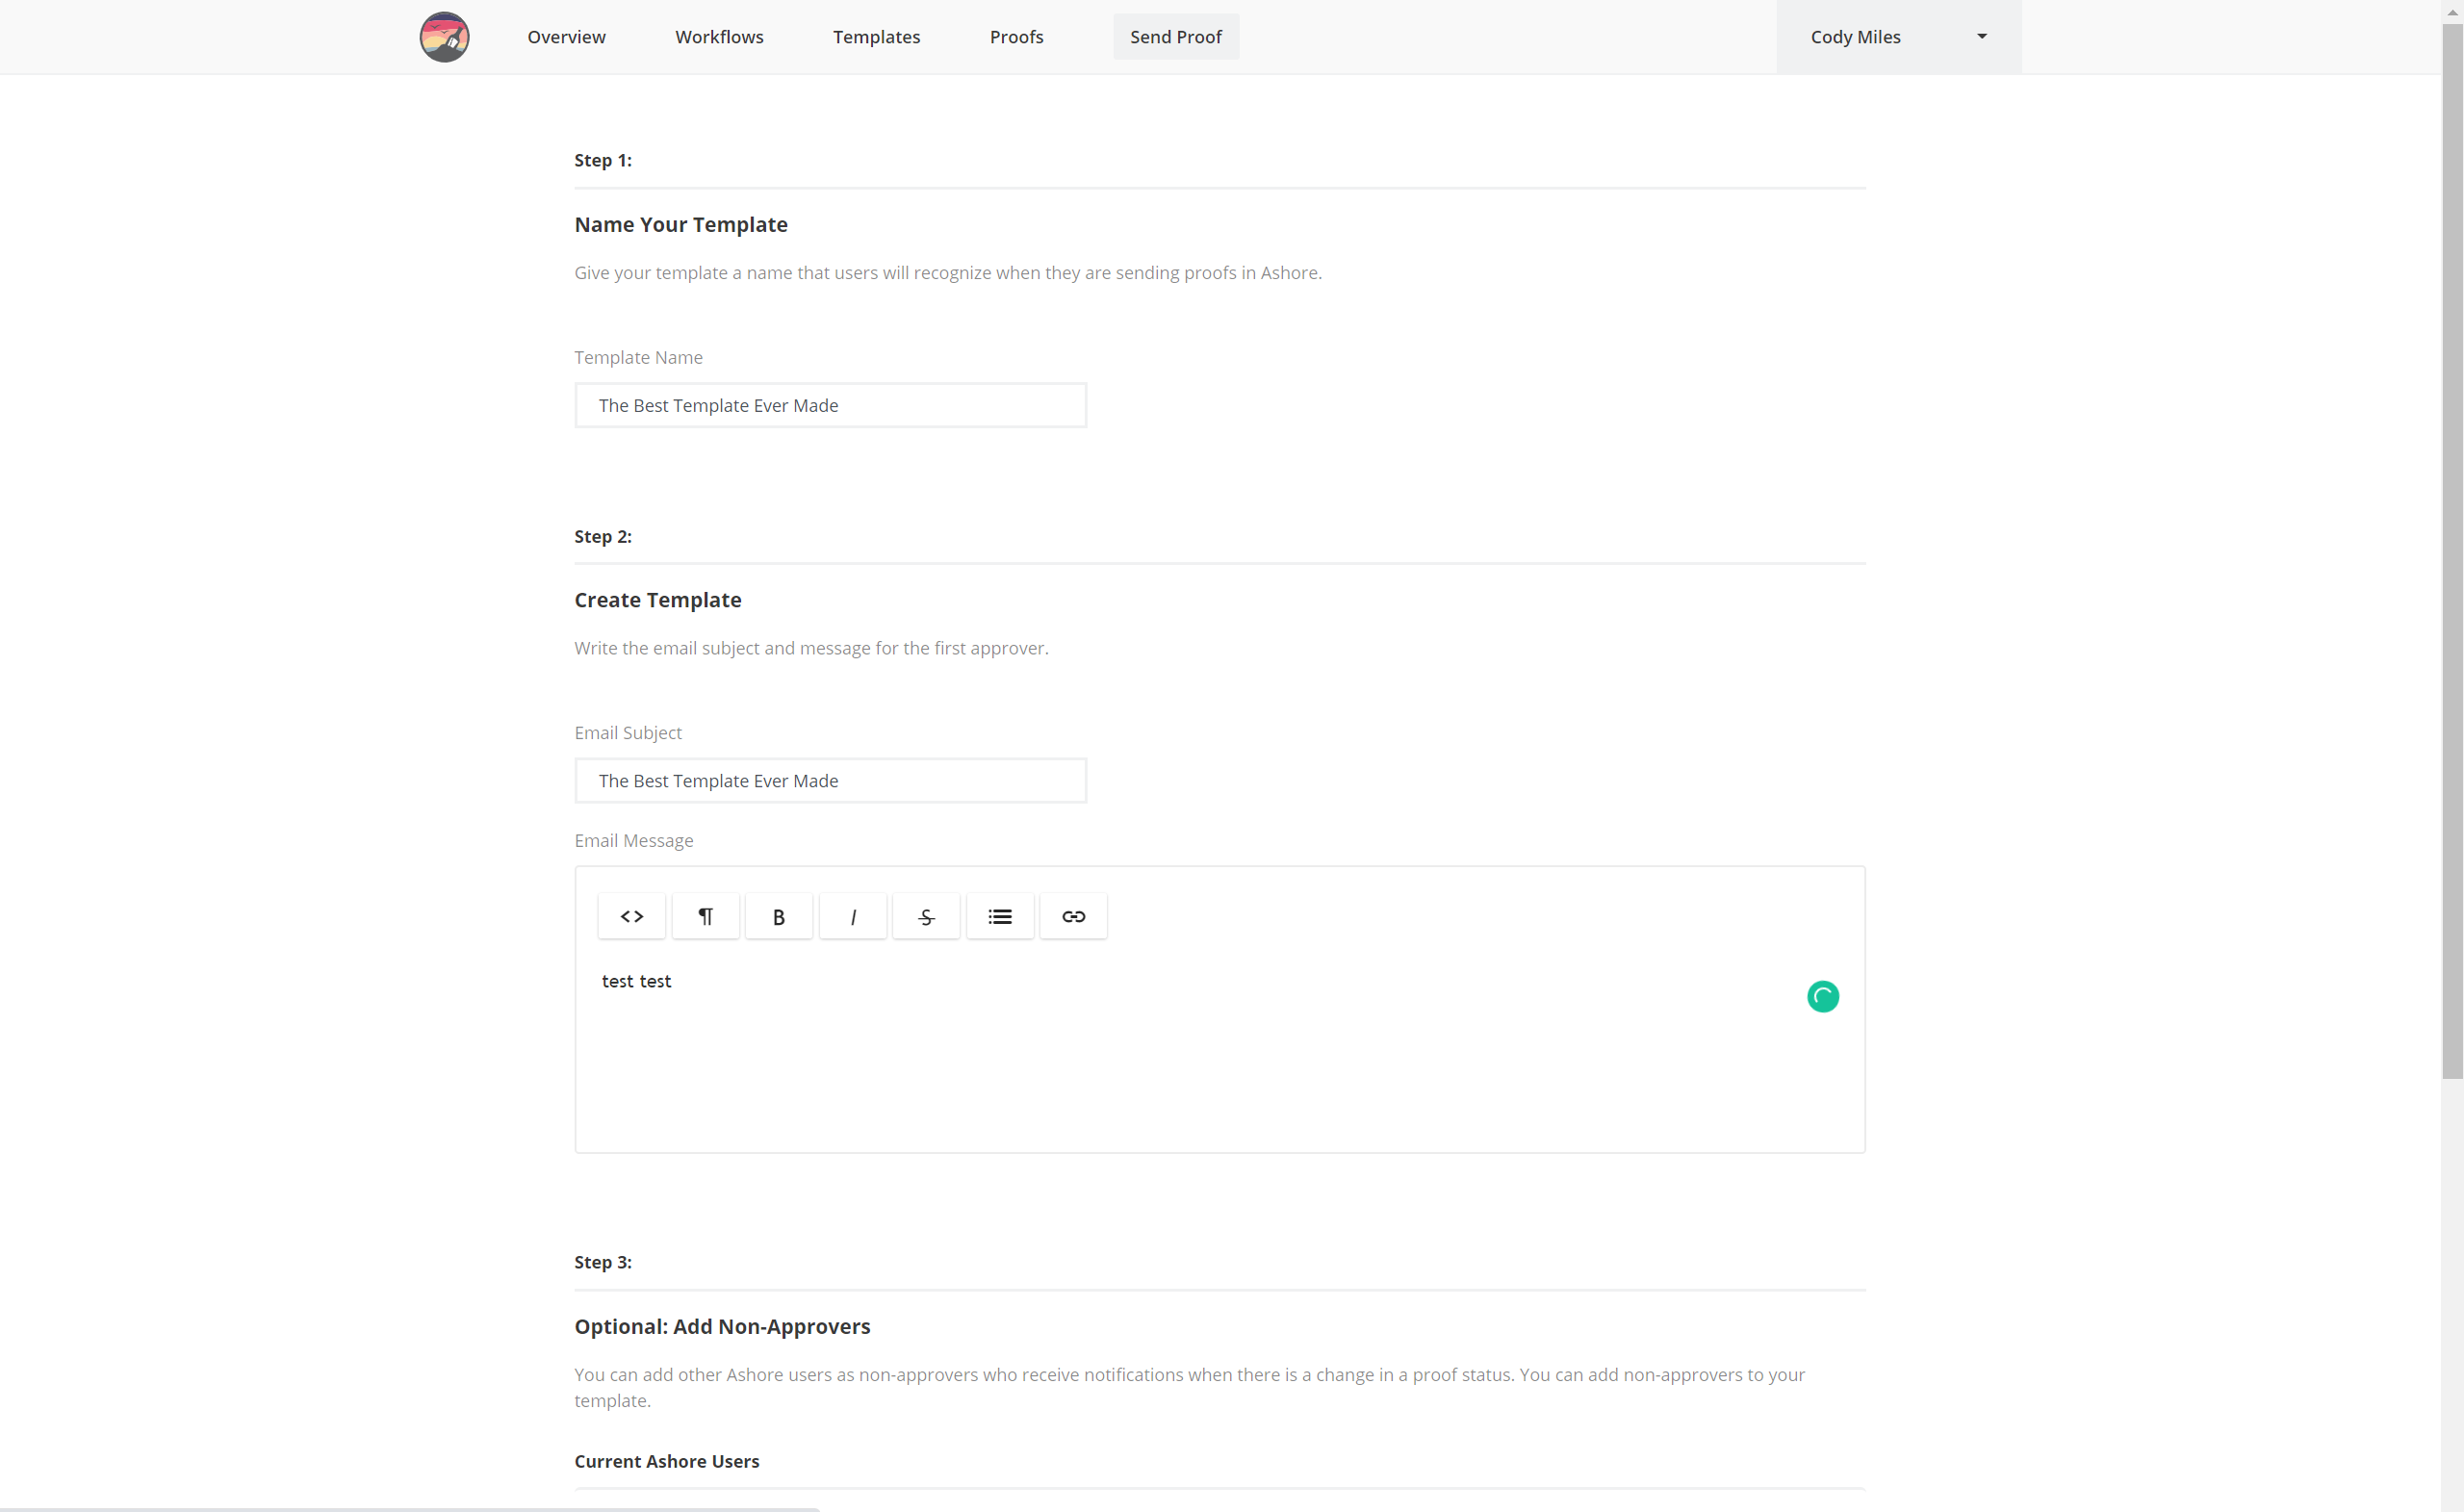 Overview Workflows Templates Proofs Send Proof Cody Miles
Step 1:
Name Your Template
Give your template a name that users will recognize when they are sending proofs in Ashore.
Template Name
The Best Template Ever Made
Step 2:
Create Template
Write the email subject and message for the first approver.
Email Subject
The Best Template Ever Made
Email Message
test test
Step 3:
Optional: Add Non-Approvers
You can add other Ashore users as non-approvers who receive notifications when there is a change in a proof status. You can add non-approvers to your
template.
Current Ashore Users